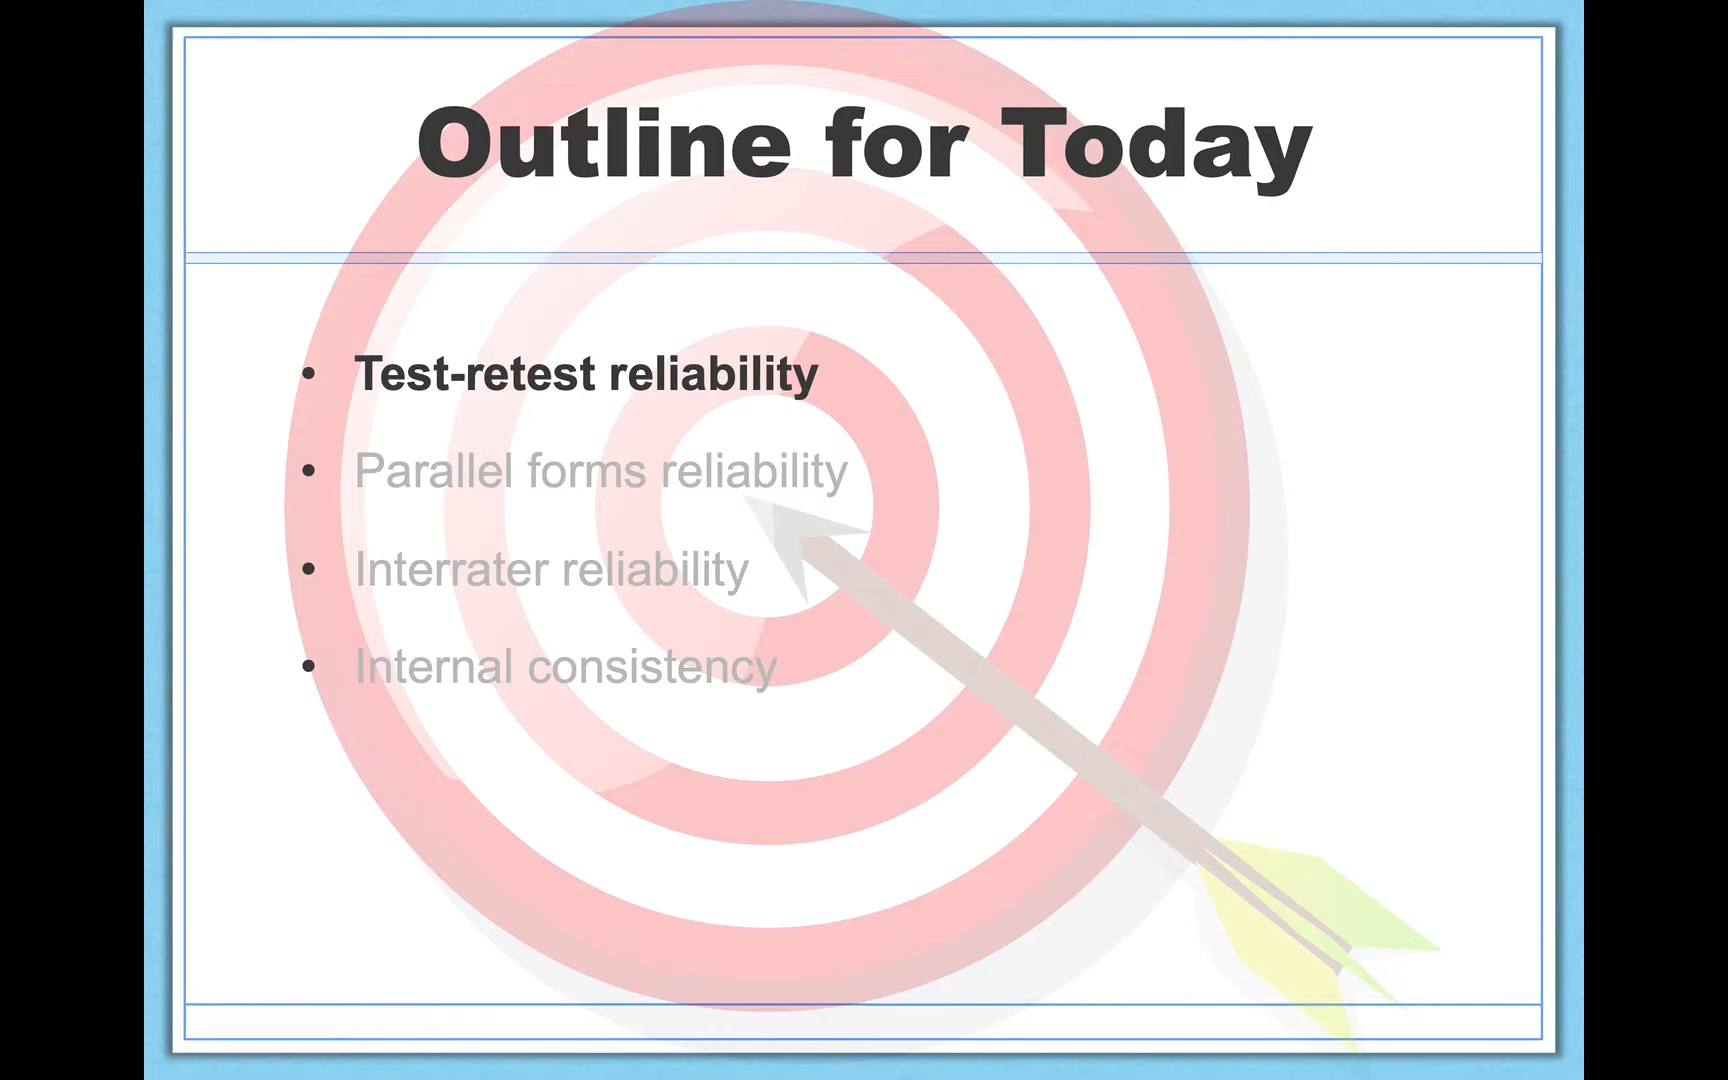 Outline for Today
• Test-retest reliability
• Parallel forms reliability
• Interrater reliability
• Internal consistency